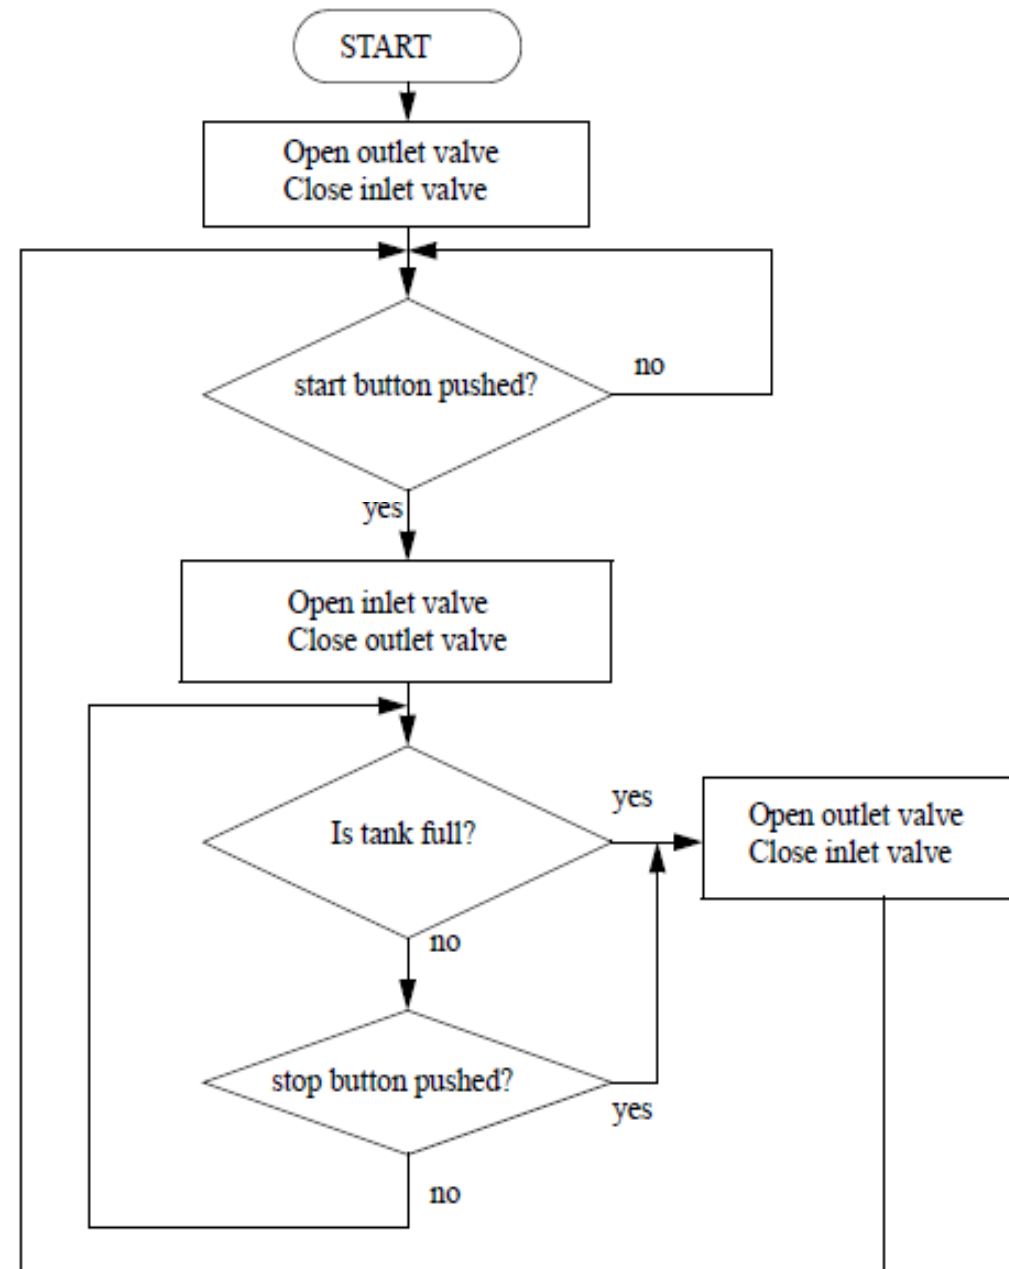 START
Open outlet valve
Close inlet valve
start button pushed?
no
yes
Open inlet valve
Close outlet valve
Is tank full?
yes
Open outlet valve
Close inlet valve
no
stop button pushed?
yes
no